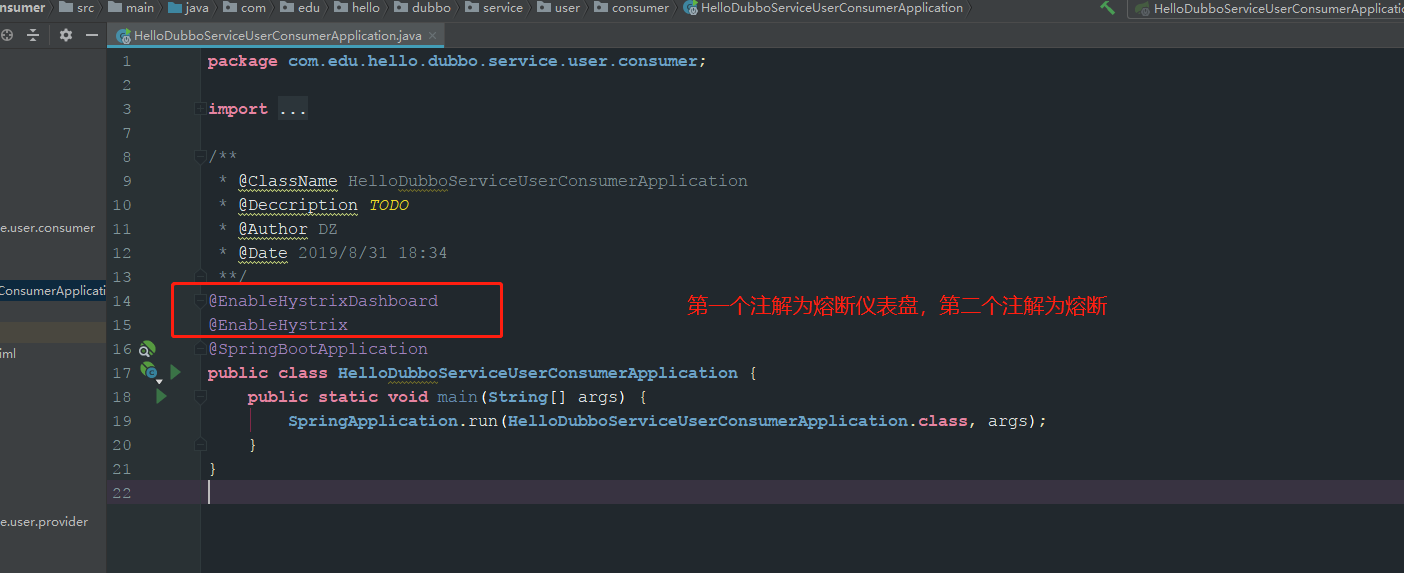 nsumer src main java com edu hello dubbo service user consumer HelloDubboServiceUserConsumerApplication HelloDubboServiceUserConsumerApplicatio
HelloDubboServiceUserConsumerApplication.java ×
1 package com.edu.hello.dubbo.service.user.consumer;
2
3 import ...
7
8 /**
9 * @ClassName HelloDubboServiceUserConsumerApplication
10 * @Deccription TODO
e.user.consumer
11 * @Author DZ
12 * @Date 2019/8/31 18:34
13 **/
ConsumerApplicati
14 @EnableHystrixDashboard
第一个注解为熔断仪表盘，第二个注解为熔断
15 @EnableHystrix
iml
16 @SpringBootApplication
17 public class HelloDubboServiceUserConsumerApplication {
18 public static void main(String[] args) {
19 SpringApplication.run(HelloDubboServiceUserConsumerApplication.class, args);
20 }
21 }
22
e.user.provider